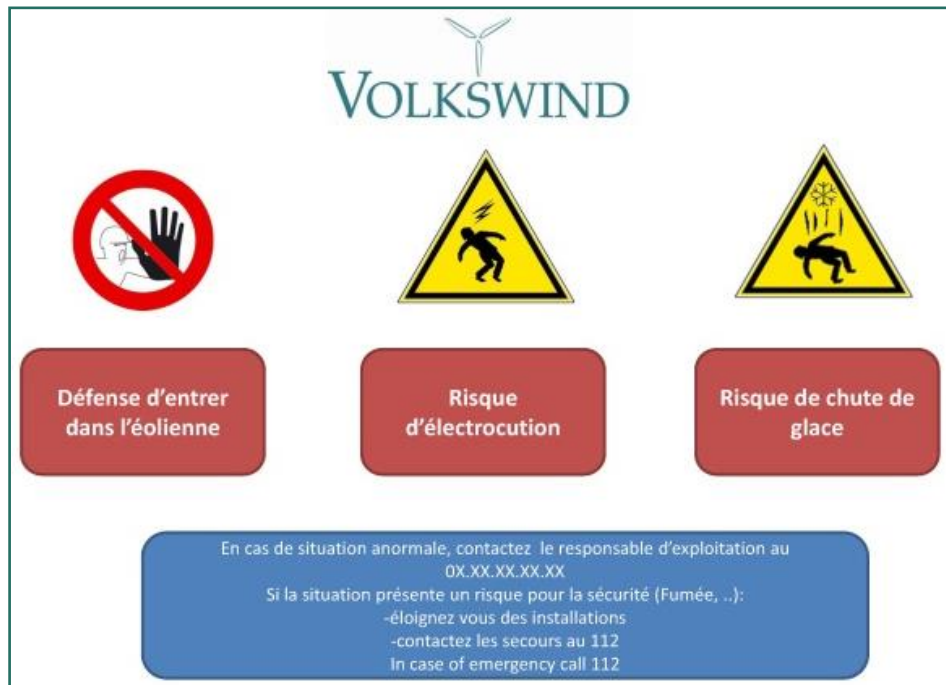 VOLKSWIND
Défense d'entrer
dans l'éolienne
Risque
d'électrocution
Risque de chute de
glace
En cas de situation anormale, contactez le responsable d'exploitation au
0X.XX.XX.XX.XX
Si la situation présente un risque pour la sécurité (Fumée, ..):
-éloignez vous des installations
-contactez les secours au 112
In case of emergency call 112